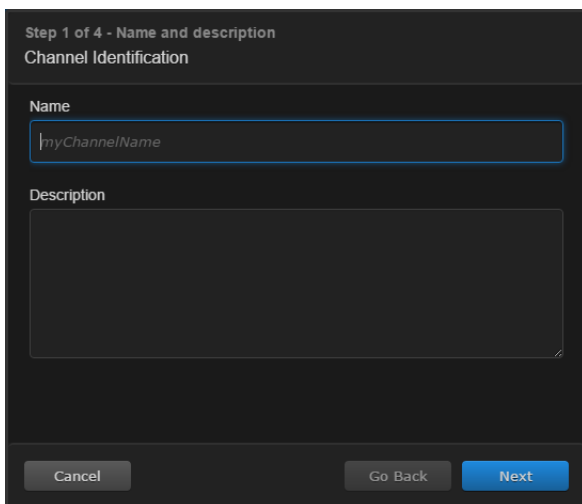 Step 1 of 4 - Name and description
Channel Identification
Name
myChannelName
Description
Cancel
Go Back
Next